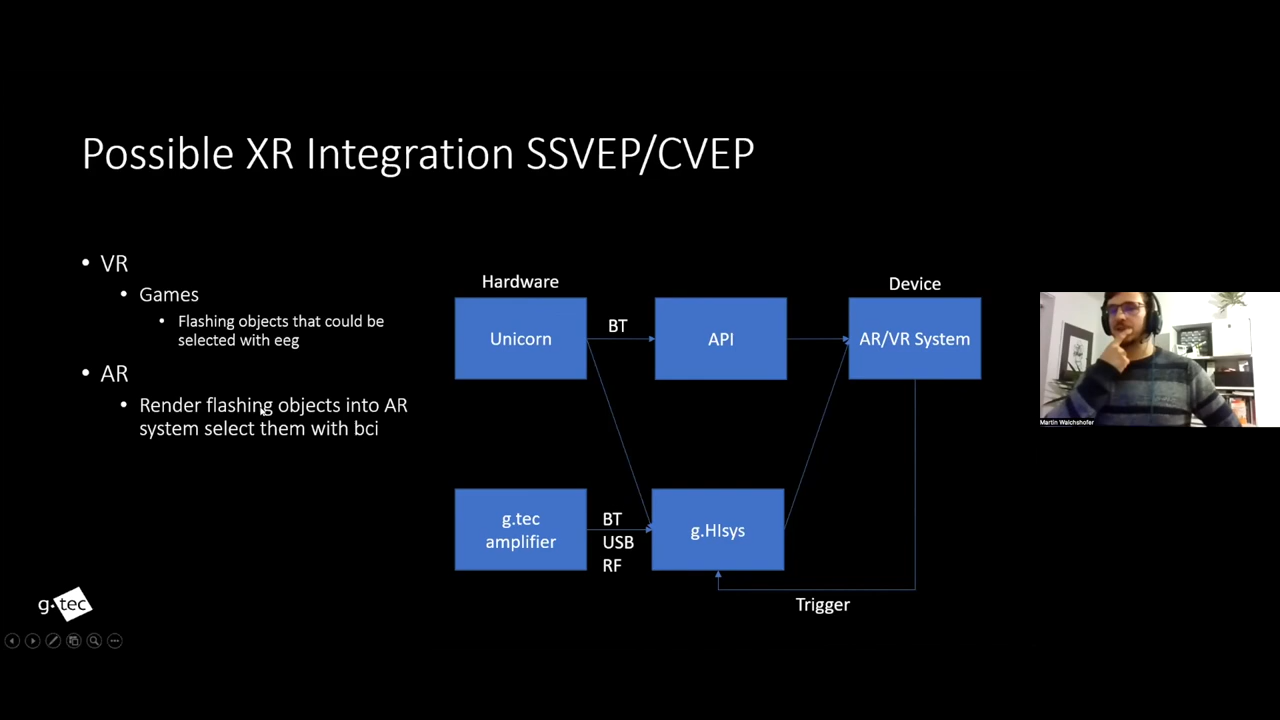 Possible XR Integration SSVEP/CVEP
• VR
• Games
• Flashing objects that could be
selected with eeg
• AR
• Render flashing objects into AR
system select them with bci
Hardware
Device
Unicorn
BT
API
AR/VR System
g.tec
amplifier
BT
USB
RF
g.HIsys
Trigger
g.tec
Martin Walchshofer